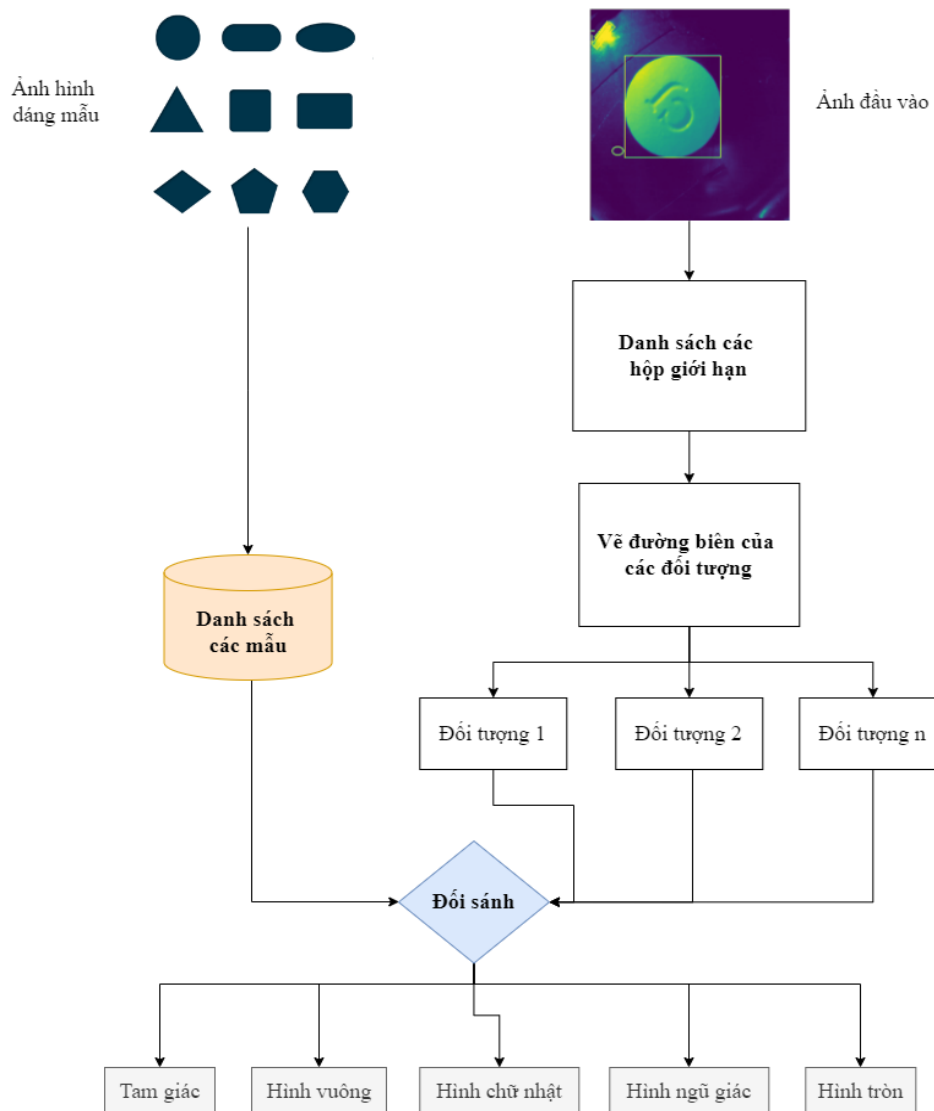 Ảnh hình
dáng mẫu
Ảnh đầu vào
Danh sách các
hộp giới hạn
Vẽ đường biên của
các đối tượng
Danh sách
các mẫu
Đối tượng 1
Đối tượng 2
Đối tượng n
Đối sánh
Tam giác
Hình vuông
Hình chữ nhật
Hình ngũ giác
Hình tròn